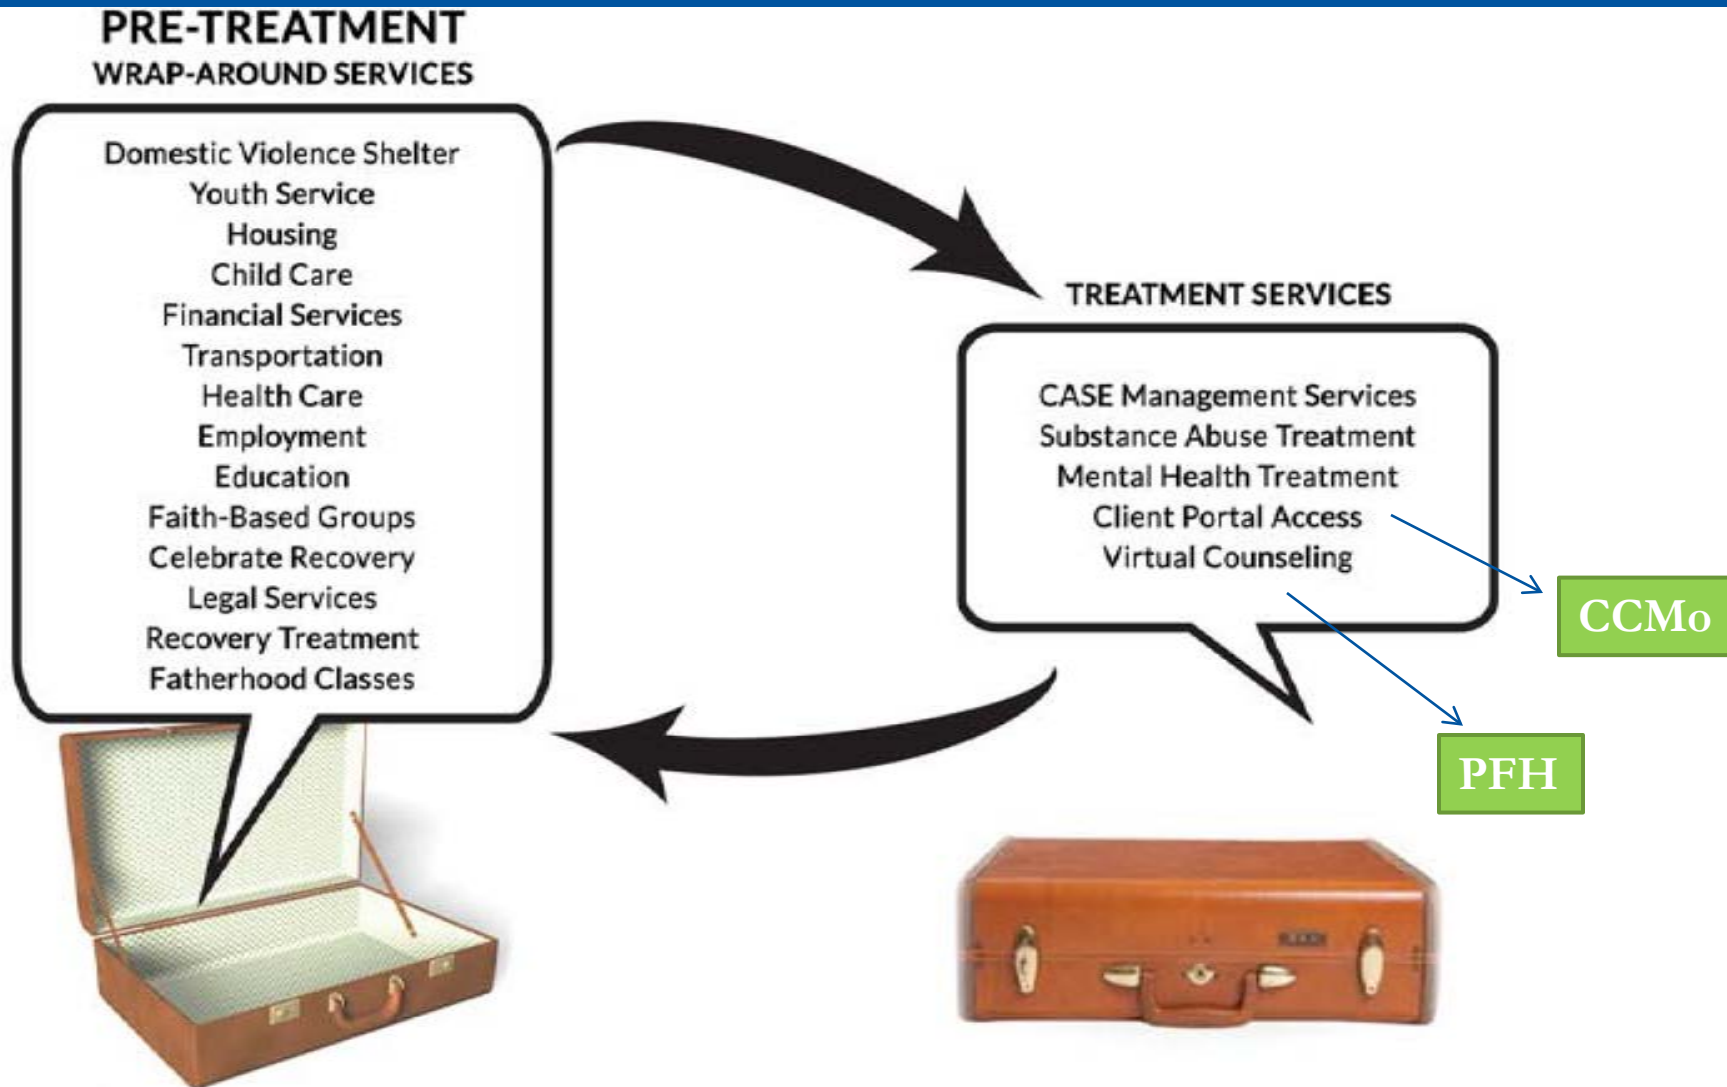 PRE-TREATMENT
WRAP-AROUND SERVICES
Domestic Violence Shelter
Youth Service
Housing
Child Care
Financial Services
Transportation
Health Care
Employment
Education
Faith-Based Groups
Celebrate Recovery
Legal Services
Recovery Treatment
Fatherhood Classes
TREATMENT SERVICES
CASE Management Services
Substance Abuse Treatment
Mental Health Treatment
Client Portal Access
Virtual Counseling
CCMo
PFH